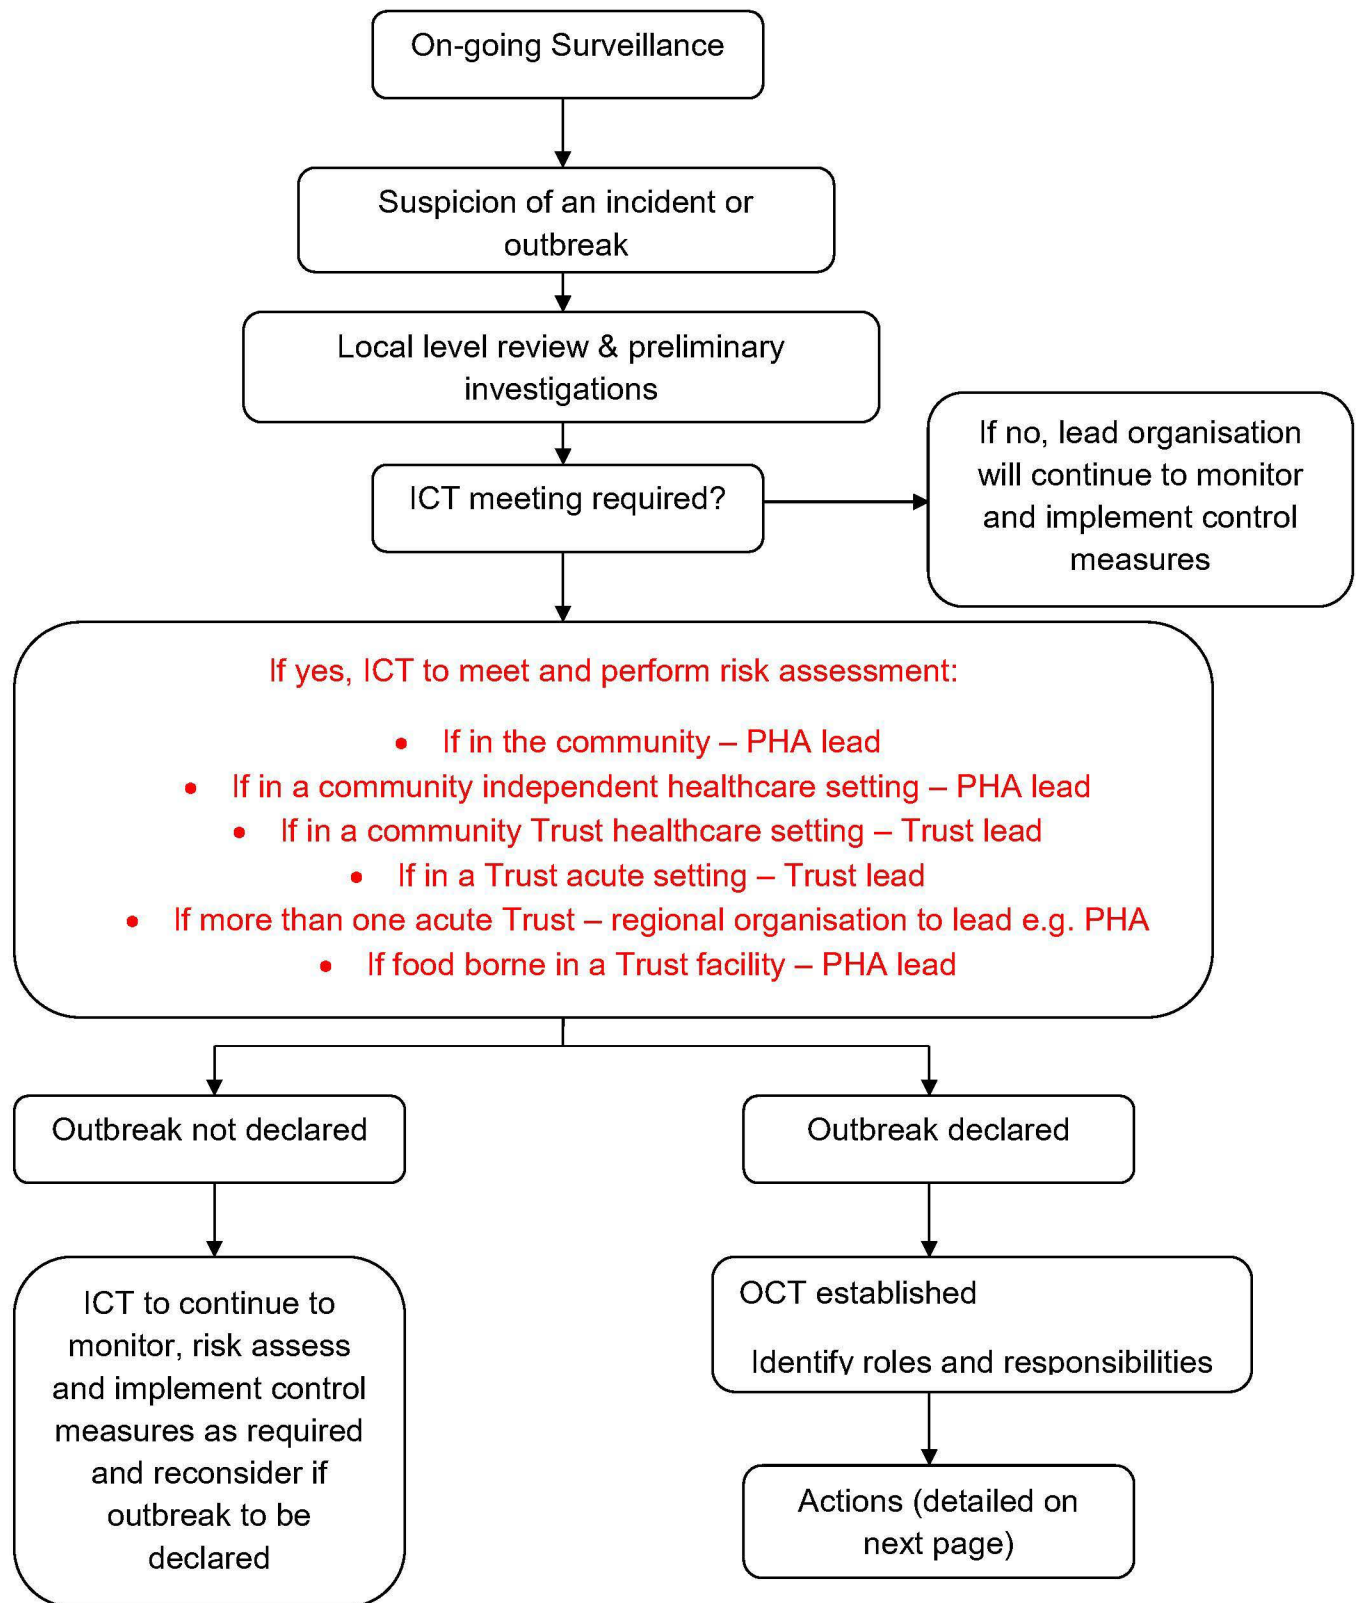 On-going Surveillance
Suspicion of an incident or
outbreak
Local level review & preliminary
investigations
ICT meeting required?
If no, lead organisation
will continue to monitor
and implement control
measures
If yes, ICT to meet and perform risk assessment:
• If in the community – PHA lead
• If in a community independent healthcare setting – PHA lead
• If in a community Trust healthcare setting – Trust lead
• If in a Trust acute setting – Trust lead
• If more than one acute Trust – regional organisation to lead e.g. PHA
• If food borne in a Trust facility – PHA lead
Outbreak not declared
Outbreak declared
ICT to continue to
monitor, risk assess
and implement control
measures as required
and reconsider if
outbreak to be
declared
OCT established
Identify roles and responsibilities
Actions (detailed on
next page)